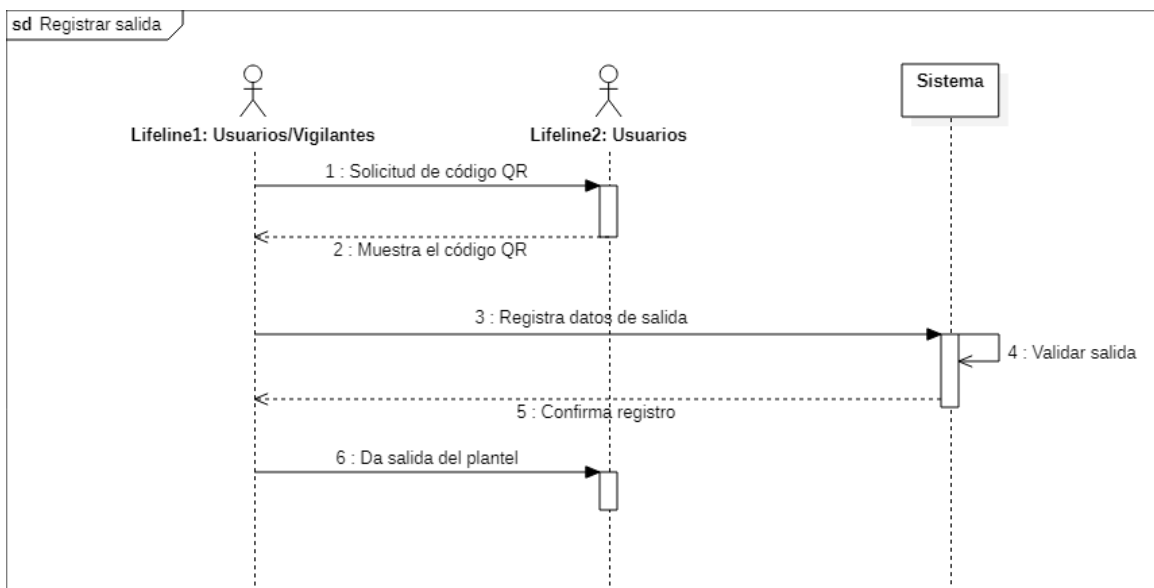 sd Registrar salida
Sistema
Lifeline1: Usuarios/Vigilantes
Lifeline2: Usuarios
1 : Solicitud de código QR
2 : Muestra el código QR
3 : Registra datos de salida
4 : Validar salida
5 : Confirma registro
6 : Da salida del plantel